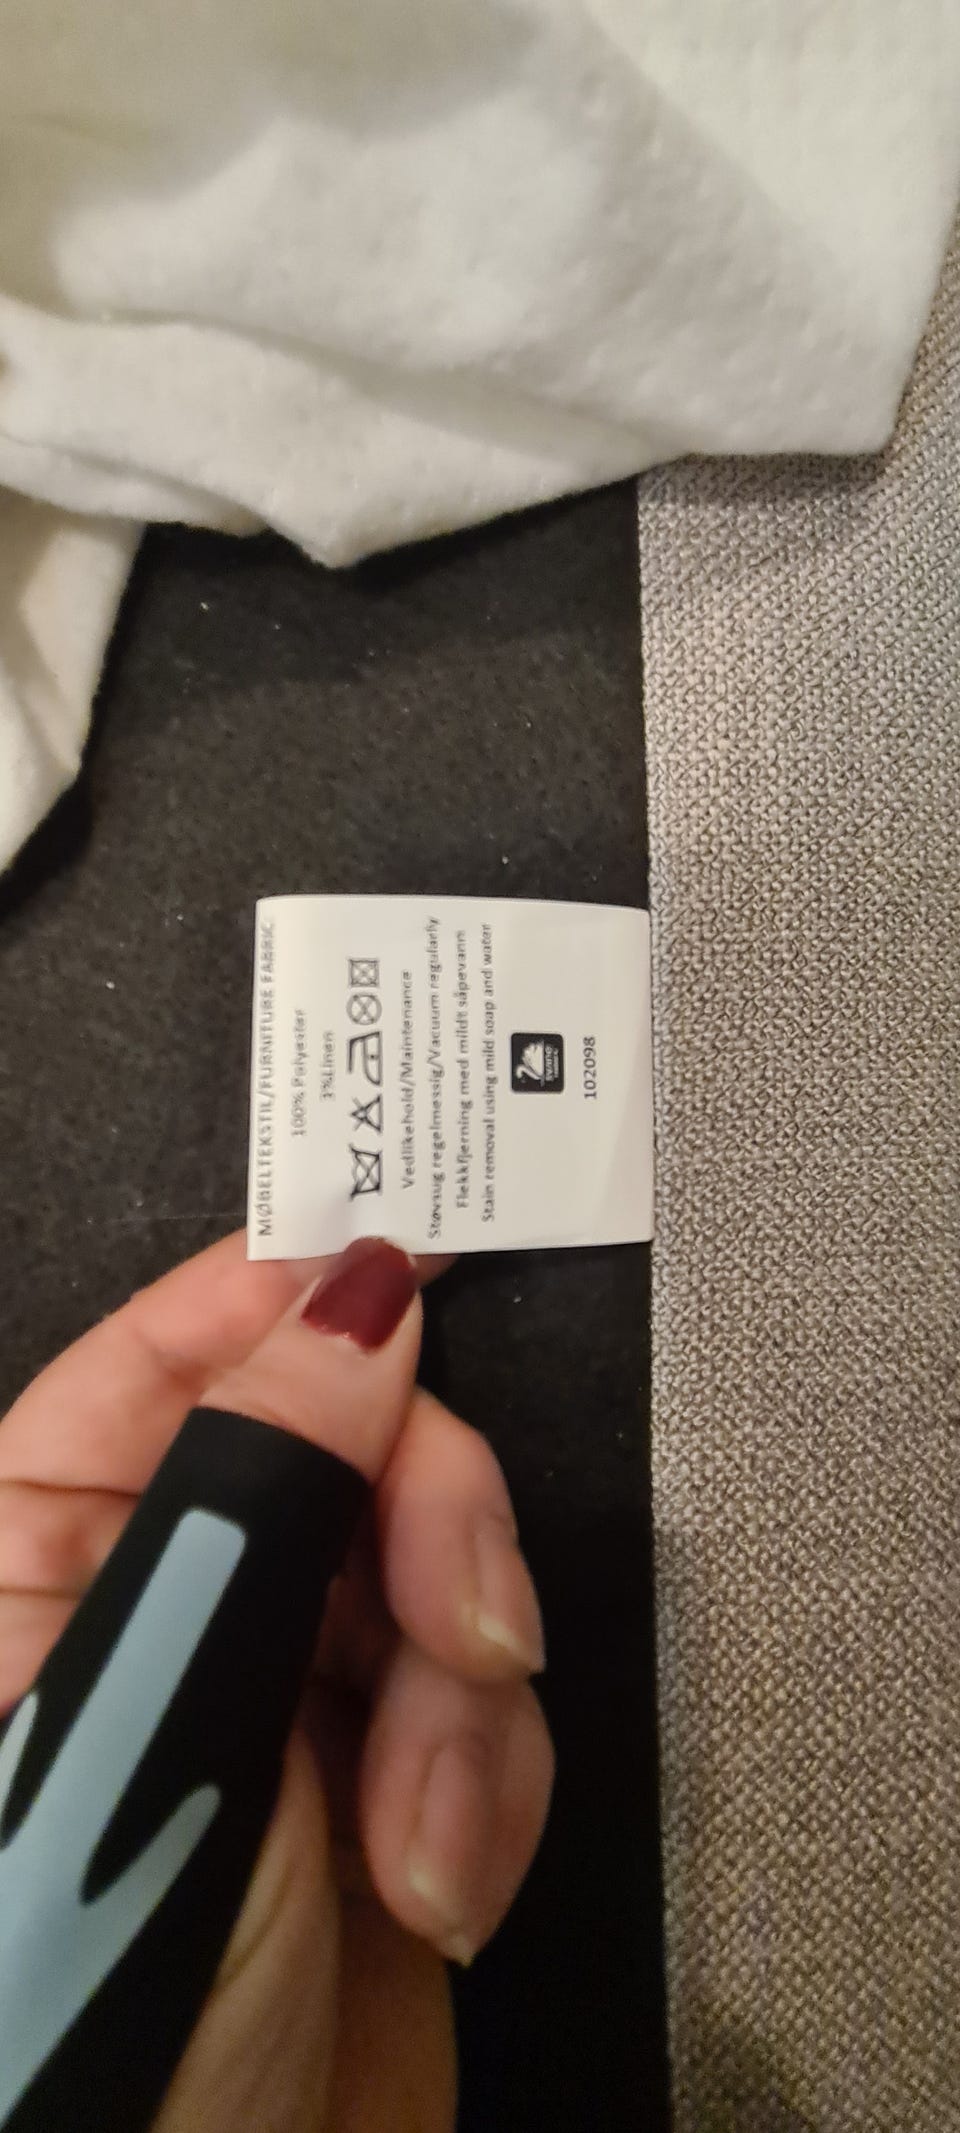 MØBELTEKSTIL/FURNITURE FABRIC
100% Polyester
1%Linen
Vedlikehold/Maintenance
Støvsug regelmessig/Vacuum regularly
Flekkfjerning med mildt såpevann
Stain removal using mild soap and water
102098